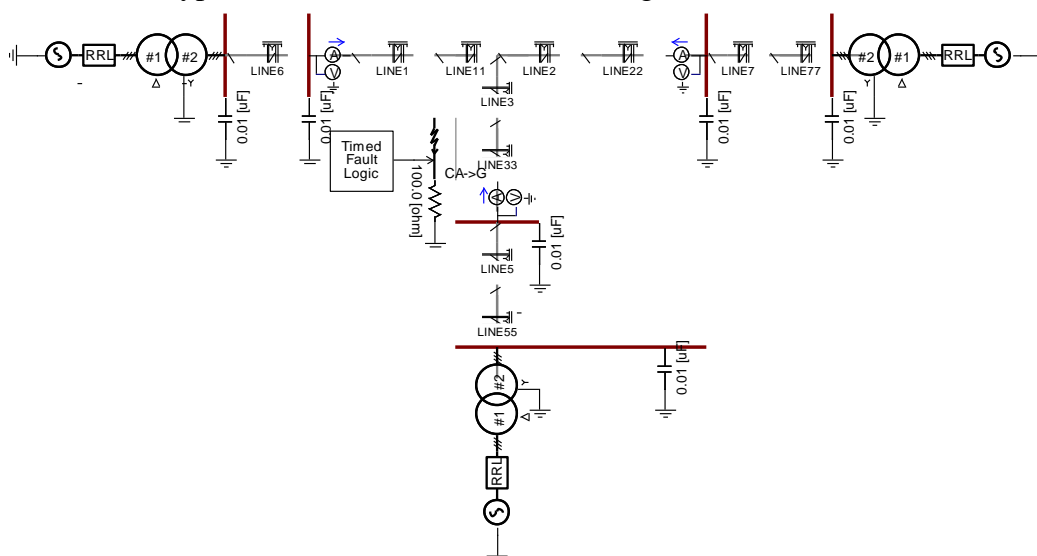 RRL
#1
#2
Δ
Y
LINE6
0.01 [uF]
0.01 [uF]
A
V
LINE1
LINE11
LINE2
LINE22
A
V
LINE7
LINE77
0.01 [uF]
0.01 [uF]
#2
#1
Y
Δ
RRL
LINE3
Timed
Fault
Logic
100.0 [ohm]
CA->G
LINE33
A
V
0.01 [uF]
LINE5
LINE55
0.01 [uF]
#2
Y
#1
Δ
RRL